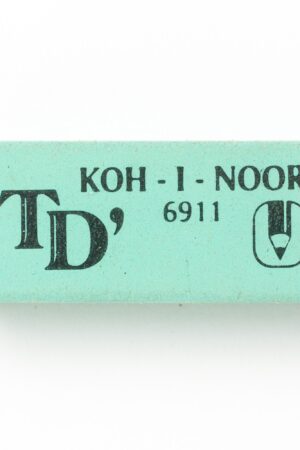 KOH - I - NOOR
6911
TD'